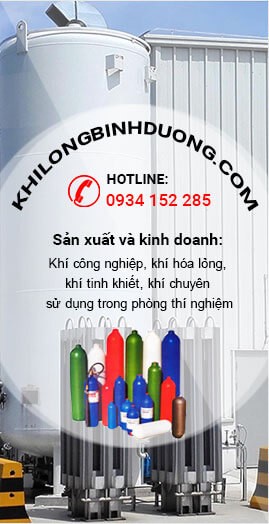 KHILONGBINHDUONG.COM
HOTLINE:
0934 152 285
Sản xuất và kinh doanh:
Khí công nghiệp, khí hóa lỏng,
khí tinh khiết, khí chuyên
sử dụng trong phòng thí nghiệm